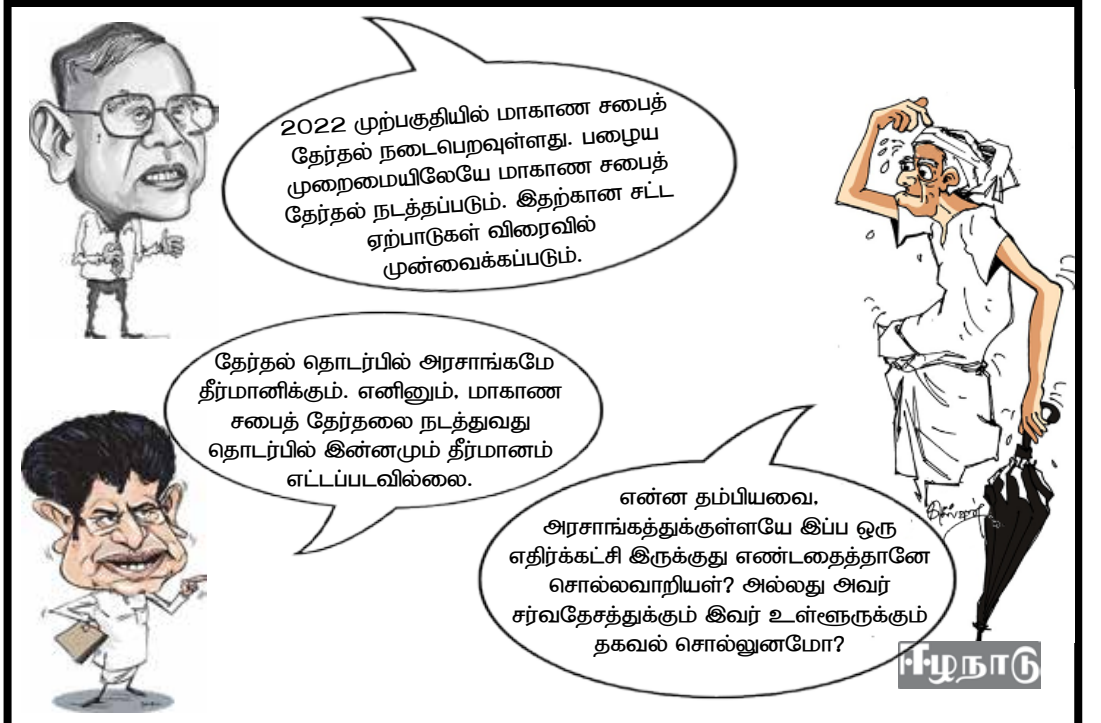 2022 முற்பகுதியில் மாகாண சபைத்
தேர்தல் நடைபெறவுள்ளது. பழைய
முறைமையிலேயே மாகாண சபைத்
தேர்தல் நடத்தப்படும். இதற்கான சட்ட
ஏற்பாடுகள் விரைவில்
முன்வைக்கப்படும்.
தேர்தல் தொடர்பில் அரசாங்கமே
தீர்மானிக்கும். எனினும், மாகாண
சபைத் தேர்தலை நடத்துவது
தொடர்பில் இன்னமும் தீர்மானம்
எட்டப்படவில்லை.
என்ன தம்பியவை,
அரசாங்கத்துக்குள்ளயே இப்ப ஒரு
எதிர்க்கட்சி இருக்குது எண்டதைத்தானே
சொல்லவாறியள்? அல்லது அவர்
சர்வதேசத்துக்கும் இவர் உள்ளூருக்கும்
தகவல் சொல்லுனமோ?
ஈழநாடு